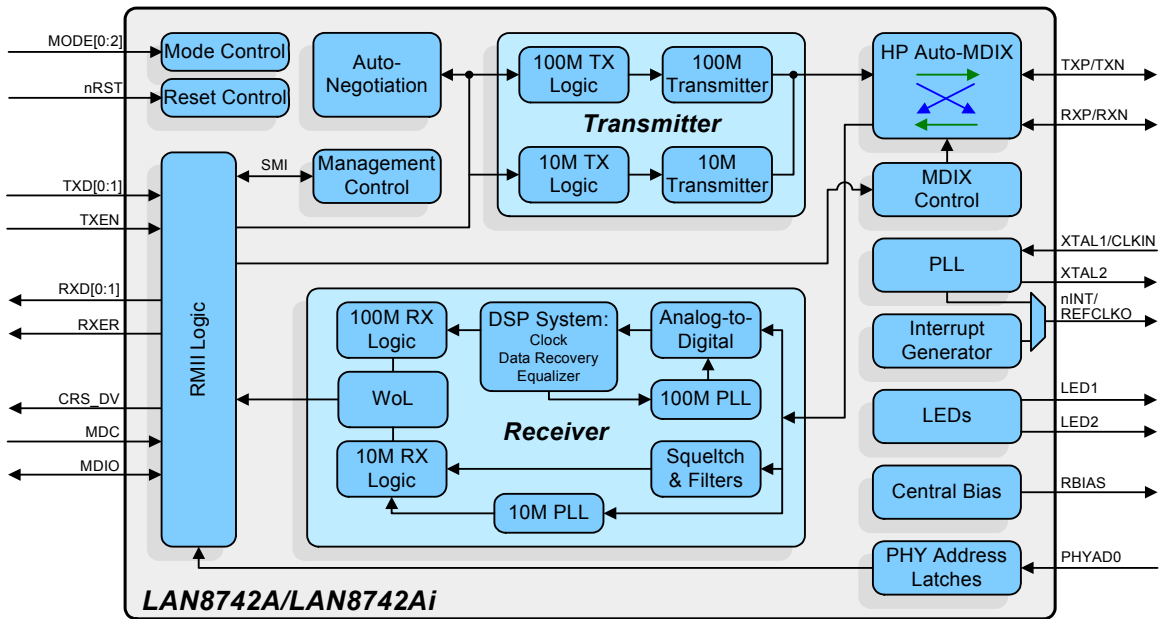 MODE[0:2]
nRST
TXD[0:1]
TXEN
RXD[0:1]
RXER
CRS_DV
MDC
MDIO
Mode Control
Reset Control
Auto-
Negotiation
SMI
Management
Control
RMII Logic
100M TX
Logic
100M
Transmitter
Transmitter
10M TX
Logic
10M
Transmitter
HP Auto-MDIX
MDIX
Control
TXP/TXN
RXP/RXN
PLL
XTAL1/CLKIN
XTAL2
nINT/
REFCLKO
Interrupt
Generator
100M RX
Logic
DSP System:
Clock
Data Recovery
Equalizer
Analog-to-
Digital
100M PLL
WoL
Receiver
10M RX
Logic
Squeltch
& Filters
10M PLL
LEDs
LED1
LED2
Central Bias
RBIAS
PHY Address
Latches
PHYAD0
LAN8742A/LAN8742Ai